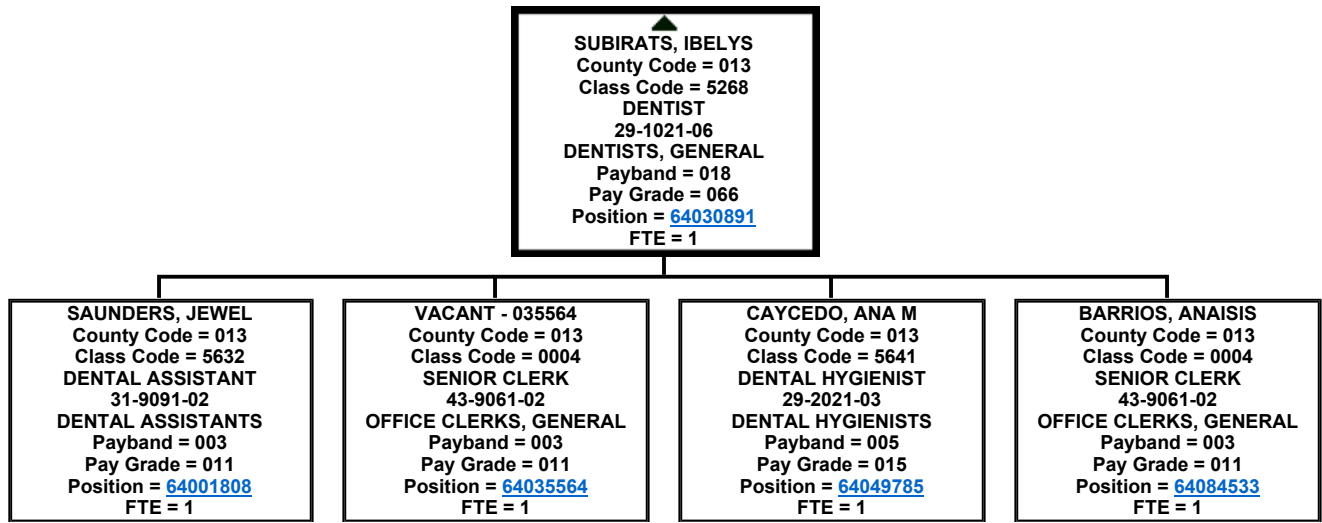 SUBIRATS, IBELYS
County Code = 013
Class Code = 5268
DENTIST
29-1021-06
DENTISTS, GENERAL
Payband = 018
Pay Grade = 066
Position = 64030891
FTE = 1
SAUNDERS, JEWEL
County Code = 013
Class Code = 5632
DENTAL ASSISTANT
31-9091-02
DENTAL ASSISTANTS
Payband = 003
Pay Grade = 011
Position = 64001808
FTE = 1
VACANT - 035564
County Code = 013
Class Code = 0004
SENIOR CLERK
43-9061-02
OFFICE CLERKS, GENERAL
Payband = 003
Pay Grade = 011
Position = 64035564
FTE = 1
CAYCEDO, ANA M
County Code = 013
Class Code = 5641
DENTAL HYGIENIST
29-2021-03
DENTAL HYGIENISTS
Payband = 005
Pay Grade = 015
Position = 64049785
FTE = 1
BARRIOS, ANAISIS
County Code = 013
Class Code = 0004
SENIOR CLERK
43-9061-02
OFFICE CLERKS, GENERAL
Payband = 003
Pay Grade = 011
Position = 64084533
FTE = 1